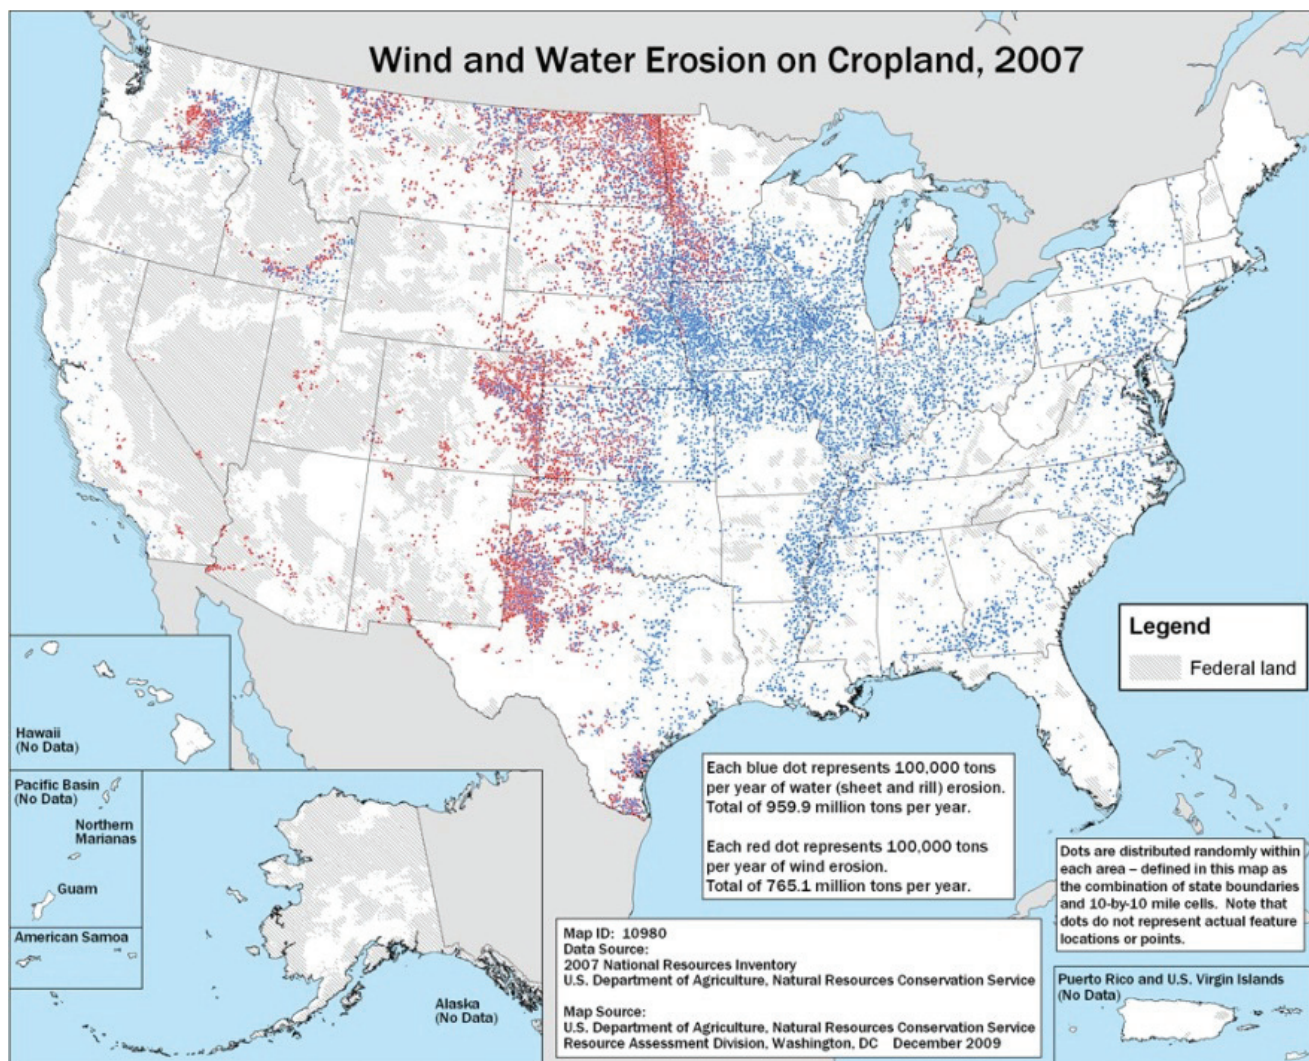 Wind and Water Erosion on Cropland, 2007
Legend
Federal land
Hawaii
(No Data)
Pacific Basin
(No Data)
Northern
Marianas
Guam
American Samoa
Alaska
(No Data)
Each blue dot represents 100,000 tons
per year of water (sheet and rill) erosion.
Total of 959.9 million tons per year.
Each red dot represents 100,000 tons
per year of wind erosion.
Total of 765.1 million tons per year.
Dots are distributed randomly within
each area – defined in this map as
the combination of state boundaries
and 10-by-10 mile cells. Note that
dots do not represent actual feature
locations or points.
Map ID: 10980
Data Source:
2007 National Resources Inventory
U.S. Department of Agriculture, Natural Resources Conservation Service
Map Source:
U.S. Department of Agriculture, Natural Resources Conservation Service
Resource Assessment Division, Washington, DC December 2009
Puerto Rico and U.S. Virgin Islands
(No Data)